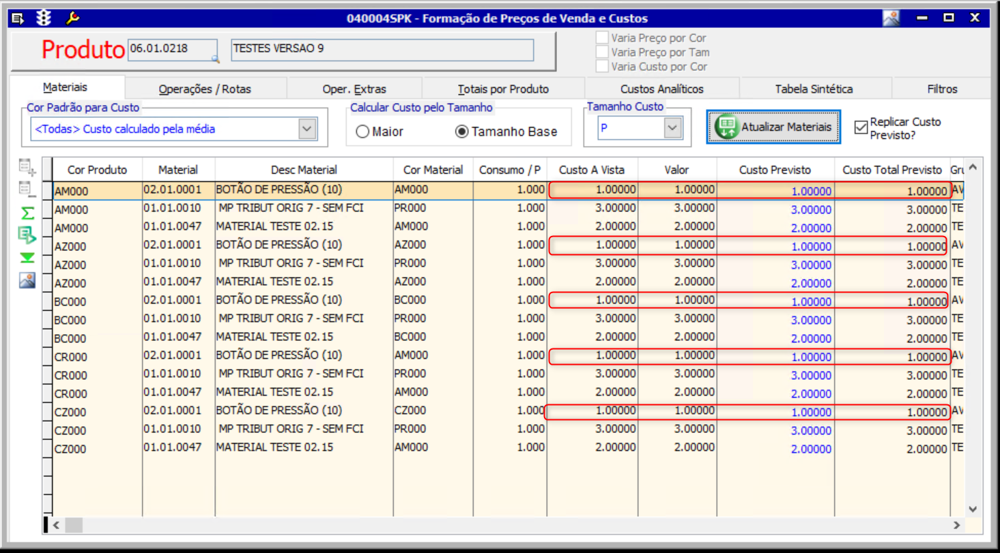 040004SPK - Formação de Preços de Venda e Custos
Produto 06.01.0218 TESTES VERSAO 9
Varia Preço por Cor
Varia Preço por Tam
Varia Custo por Cor
Materiais Operações / Rotas Oper. Extras Totais por Produto Custos Analíticos Tabela Sintética Filtros
Cor Padrão para Custo Calcular Custo pelo Tamanho Tamanho Custo
<Todas> Custo calculado pela média Maior Tamanho Base P Atualizar Materiais Replicar Custo
Previsto?
Cor Produto Material Desc Material Cor Material Consumo / P Custo A Vista Valor Custo Previsto Custo Total Previsto Gru
AM000 02.01.0001 BOTÃO DE PRESSÃO (10) AM000 1.000 1.00000 1.00000 1.00000 1.00000 AV
AM000 01.01.0010 MP TRIBUT ORIG 7 - SEM FCI PR000 1.000 3.00000 3.00000 3.00000 3.00000 TE
AM000 01.01.0047 MATERIAL TESTE 02.15 AM000 1.000 2.00000 2.00000 2.00000 2.00000 TE
AZ000 02.01.0001 BOTÃO DE PRESSÃO (10) AZ000 1.000 1.00000 1.00000 1.00000 1.00000 AV
AZ000 01.01.0010 MP TRIBUT ORIG 7 - SEM FCI PR000 1.000 3.00000 3.00000 3.00000 3.00000 TE
AZ000 01.01.0047 MATERIAL TESTE 02.15 AZ000 1.000 2.00000 2.00000 2.00000 2.00000 TE
BC000 02.01.0001 BOTÃO DE PRESSÃO (10) BC000 1.000 1.00000 1.00000 1.00000 1.00000 AV
BC000 01.01.0010 MP TRIBUT ORIG 7 - SEM FCI PR000 1.000 3.00000 3.00000 3.00000 3.00000 TE
BC000 01.01.0047 MATERIAL TESTE 02.15 BC000 1.000 2.00000 2.00000 2.00000 2.00000 TE
CR000 02.01.0001 BOTÃO DE PRESSÃO (10) AM000 1.000 1.00000 1.00000 1.00000 1.00000 AV
CR000 01.01.0010 MP TRIBUT ORIG 7 - SEM FCI PR000 1.000 3.00000 3.00000 3.00000 3.00000 TE
CR000 01.01.0047 MATERIAL TESTE 02.15 AM000 1.000 2.00000 2.00000 2.00000 2.00000 TE
CZ000 02.01.0001 BOTÃO DE PRESSÃO (10) CZ000 1.000 1.00000 1.00000 1.00000 1.00000 AV
CZ000 01.01.0010 MP TRIBUT ORIG 7 - SEM FCI PR000 1.000 3.00000 3.00000 3.00000 3.00000 TE
CZ000 01.01.0047 MATERIAL TESTE 02.15 AM000 1.000 2.00000 2.00000 2.00000 2.00000 TE